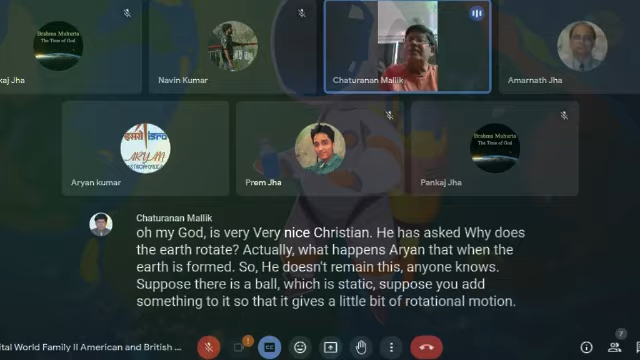 Brahma Muhurta
The Time of God
kaj Jha
Navin Kumar
Chaturanan Mallik
Amarnath Jha
Aryan kumar
Prem Jha
Brahma Muhurta
The Time of God
Pankaj Jha
Chaturanan Mallik
oh my God, is very Very nice Christian. He has asked Why does
the earth rotate? Actually, what happens Aryan that when the
earth is formed. So, He doesn't remain this, anyone knows.
Suppose there is a ball, which is static, suppose you add
something to it so that it gives a little bit of rotational motion.
7
ital World Family II American and British ...
CC